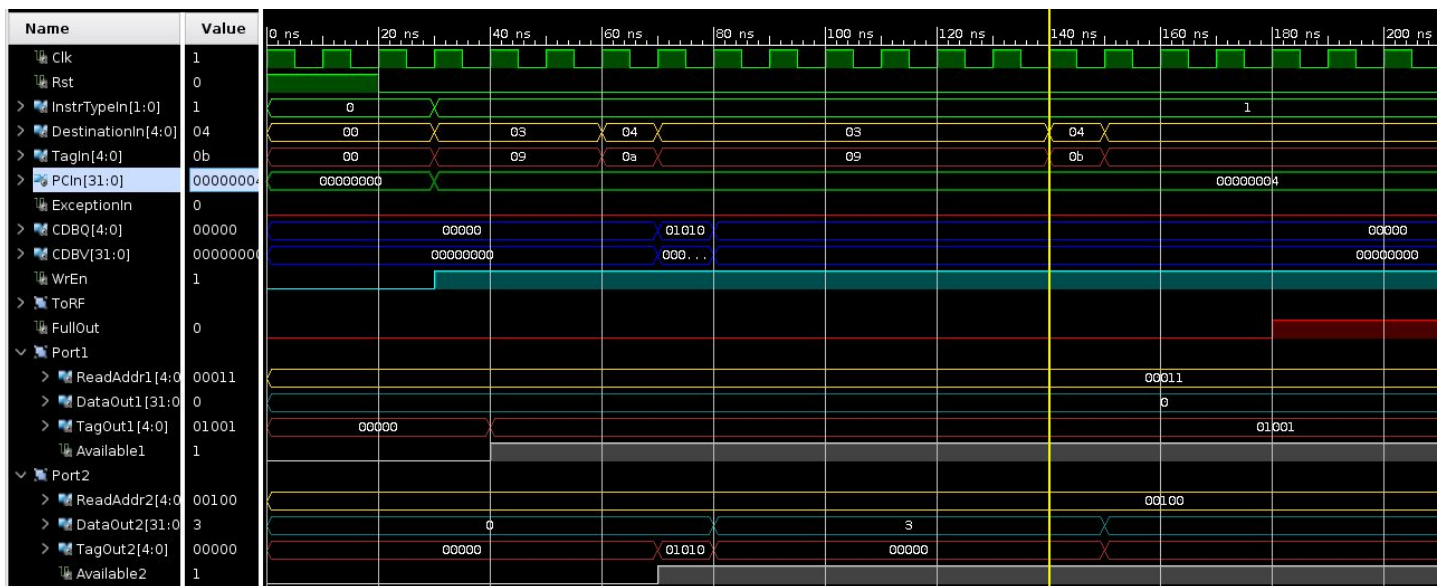 Name Value 0 ns 20 ns 40 ns 60 ns 80 ns 100 ns 120 ns 140 ns 160 ns 180 ns 200 ns
Clk 1
Rst 0
InstrTypeIn[1:0] 1 0 1
DestinationIn[4:0] 04 00 03 04 03 04
TagIn[4:0] 0b 00 09 0a 09 0b
PCIn[31:0] 00000004 00000000 00000004
ExceptionIn 0
CDBQ[4:0] 00000 00000 01010 00000
CDBV[31:0] 00000000 00000000 000... 00000000
WrEn 1
ToRF
FullOut 0
Port1
ReadAddr1[4:0 00011 00011
DataOut1[31:0 0 0
TagOut1[4:0] 01001 00000 01001
Available1 1
Port2
ReadAddr2[4:0 00100 00100
DataOut2[31:0 3 0 3
TagOut2[4:0] 00000 00000 01010 00000
Available2 1